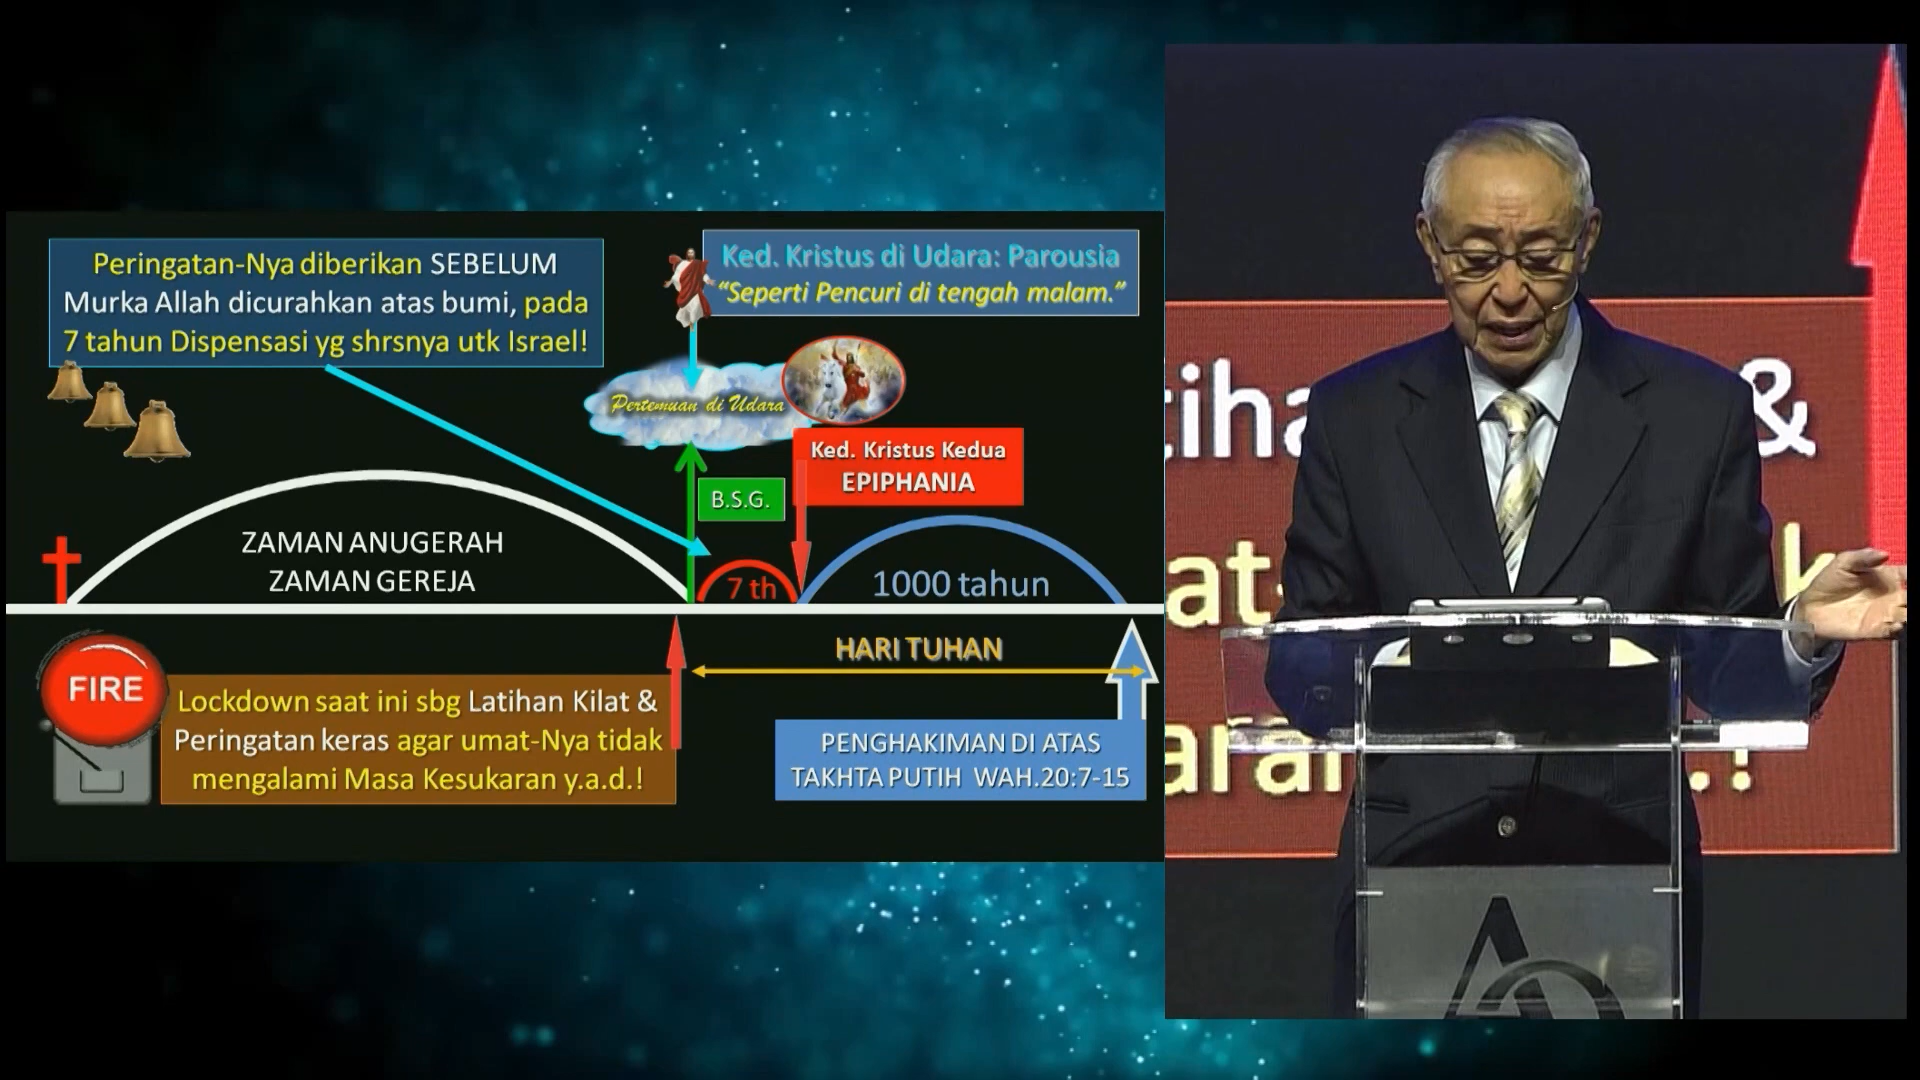 Peringatan-Nya diberikan SEBELUM
Murka Allah dicurahkan atas bumi, pada
7 tahun Dispensasi yg shrsnya utk Israel!
Ked. Kristus di Udara: Parousia
“Seperti Pencuri di tengah malam.”
Pertemuan di Udara
Ked. Kristus Kedua
EPIPHANIA
B.S.G.
ZAMAN ANUGERAH
ZAMAN GEREJA
7 th
1000 tahun
HARI TUHAN
FIRE
Lockdown saat ini sbg Latihan Kilat &
Peringatan keras agar umat-Nya tidak
mengalami Masa Kesukaran y.a.d.!
PENGHAKIMAN DI ATAS
TAKHTA PUTIH WAH.20:7-15
tiha &
at- k
ara .!